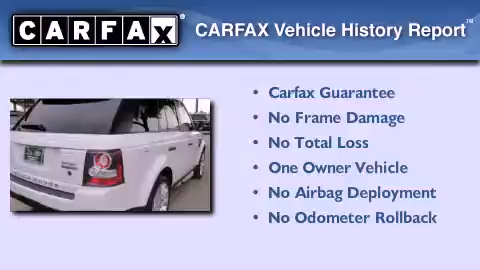 CARFAX® CARFAX Vehicle History Report™
• Carfax Guarantee
• No Frame Damage
• No Total Loss
• One Owner Vehicle
• No Airbag Deployment
• No Odometer Rollback